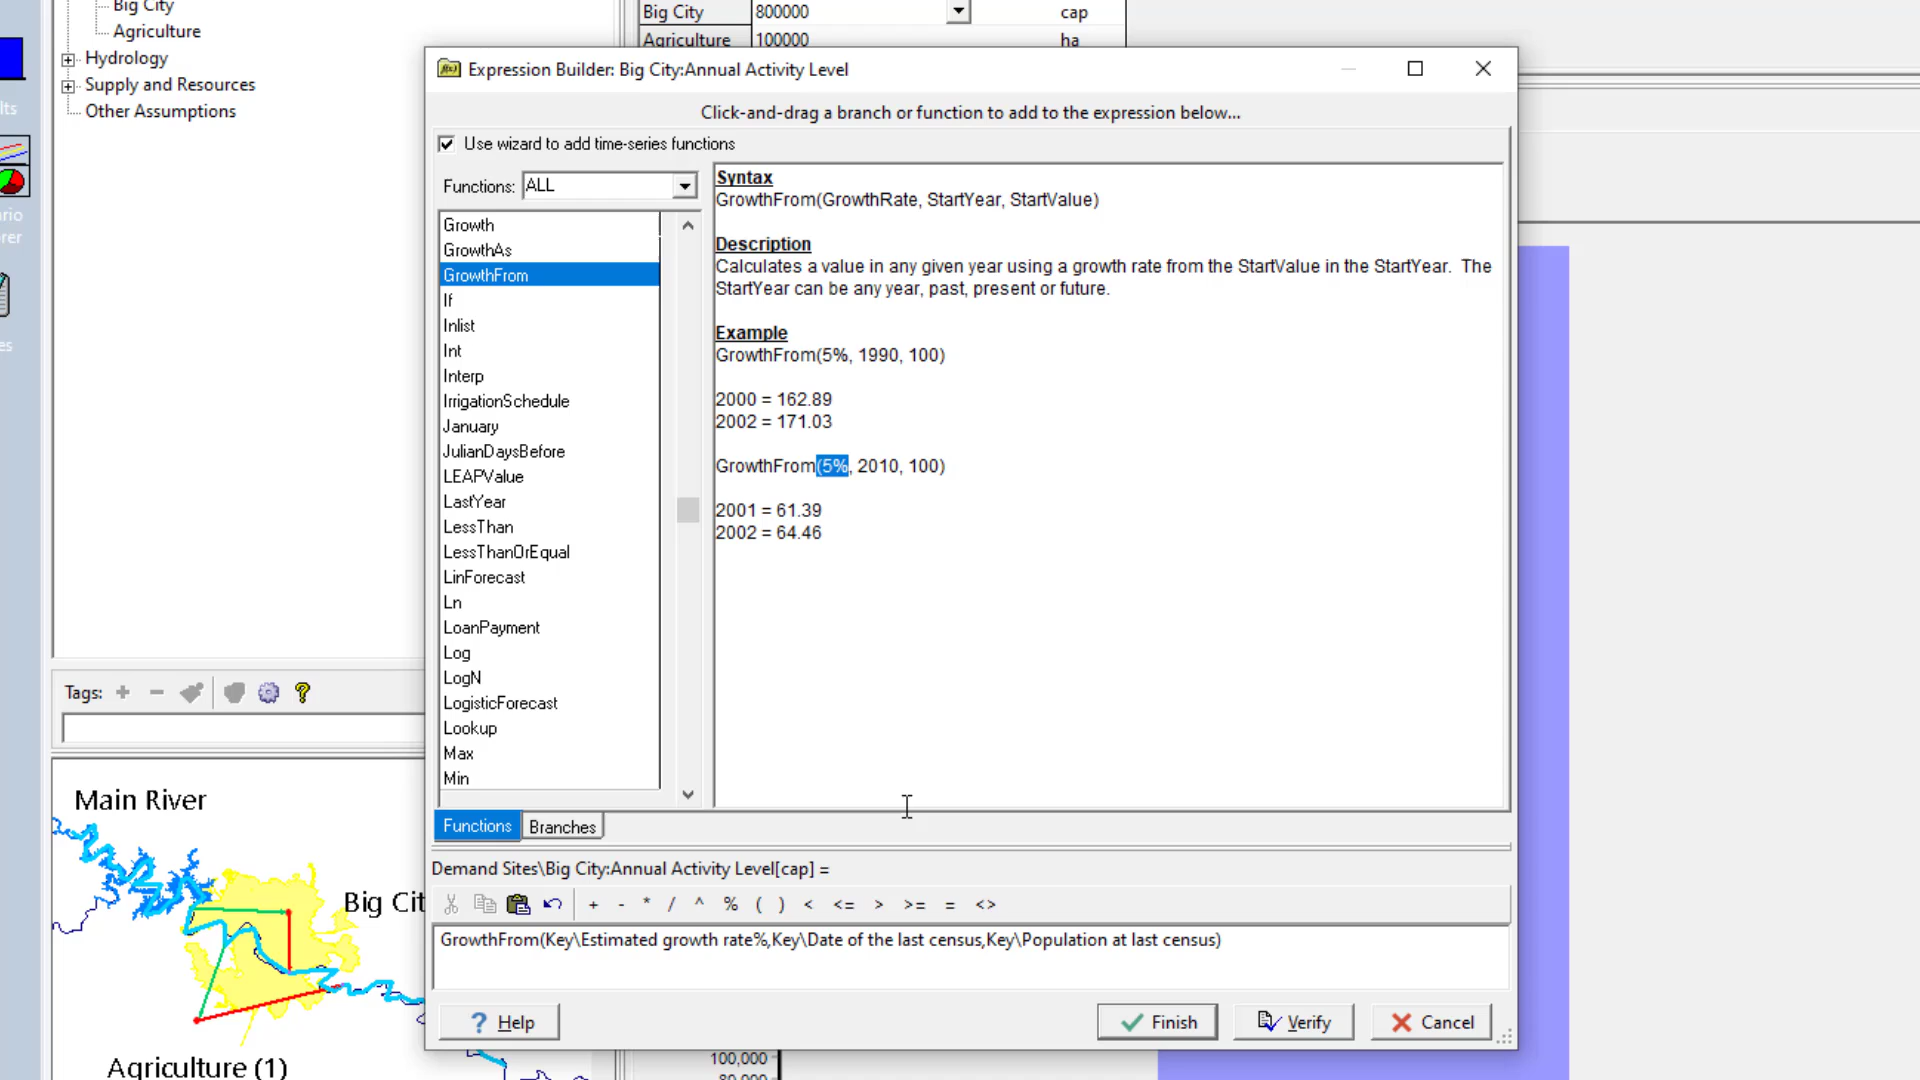 Big City
Agriculture
Hydrology
Supply and Resources
Other Assumptions
Big City 800000 cap
Agriculture 100000 ha
Expression Builder: Big City:Annual Activity Level
Click-and-drag a branch or function to add to the expression below...
Use wizard to add time-series functions
Functions: ALL
Growth
GrowthAs
GrowthFrom
If
Inlist
Int
Interp
IrrigationSchedule
January
JulianDaysBefore
LEAPValue
LastYear
LessThan
LessThanOrEqual
LinForecast
Ln
LoanPayment
Log
LogN
LogisticForecast
Lookup
Max
Min
Syntax
GrowthFrom(GrowthRate, StartYear, StartValue)
Description
Calculates a value in any given year using a growth rate from the StartValue in the StartYear. The
StartYear can be any year, past, present or future.
Example
GrowthFrom(5%, 1990, 100)
2000 = 162.89
2002 = 171.03
GrowthFrom(5%, 2010, 100)
2001 = 61.39
2002 = 64.46
Functions Branches
Demand Sites\Big City:Annual Activity Level[cap] =
+ - * / ^ % ( ) < <= > >= = <>
GrowthFrom(Key\Estimated growth rate%,Key\Date of the last census,Key\Population at last census)
? Help Finish Verify Cancel
Tags: + -
Main River
Big Cit
Agriculture (1)
100,000